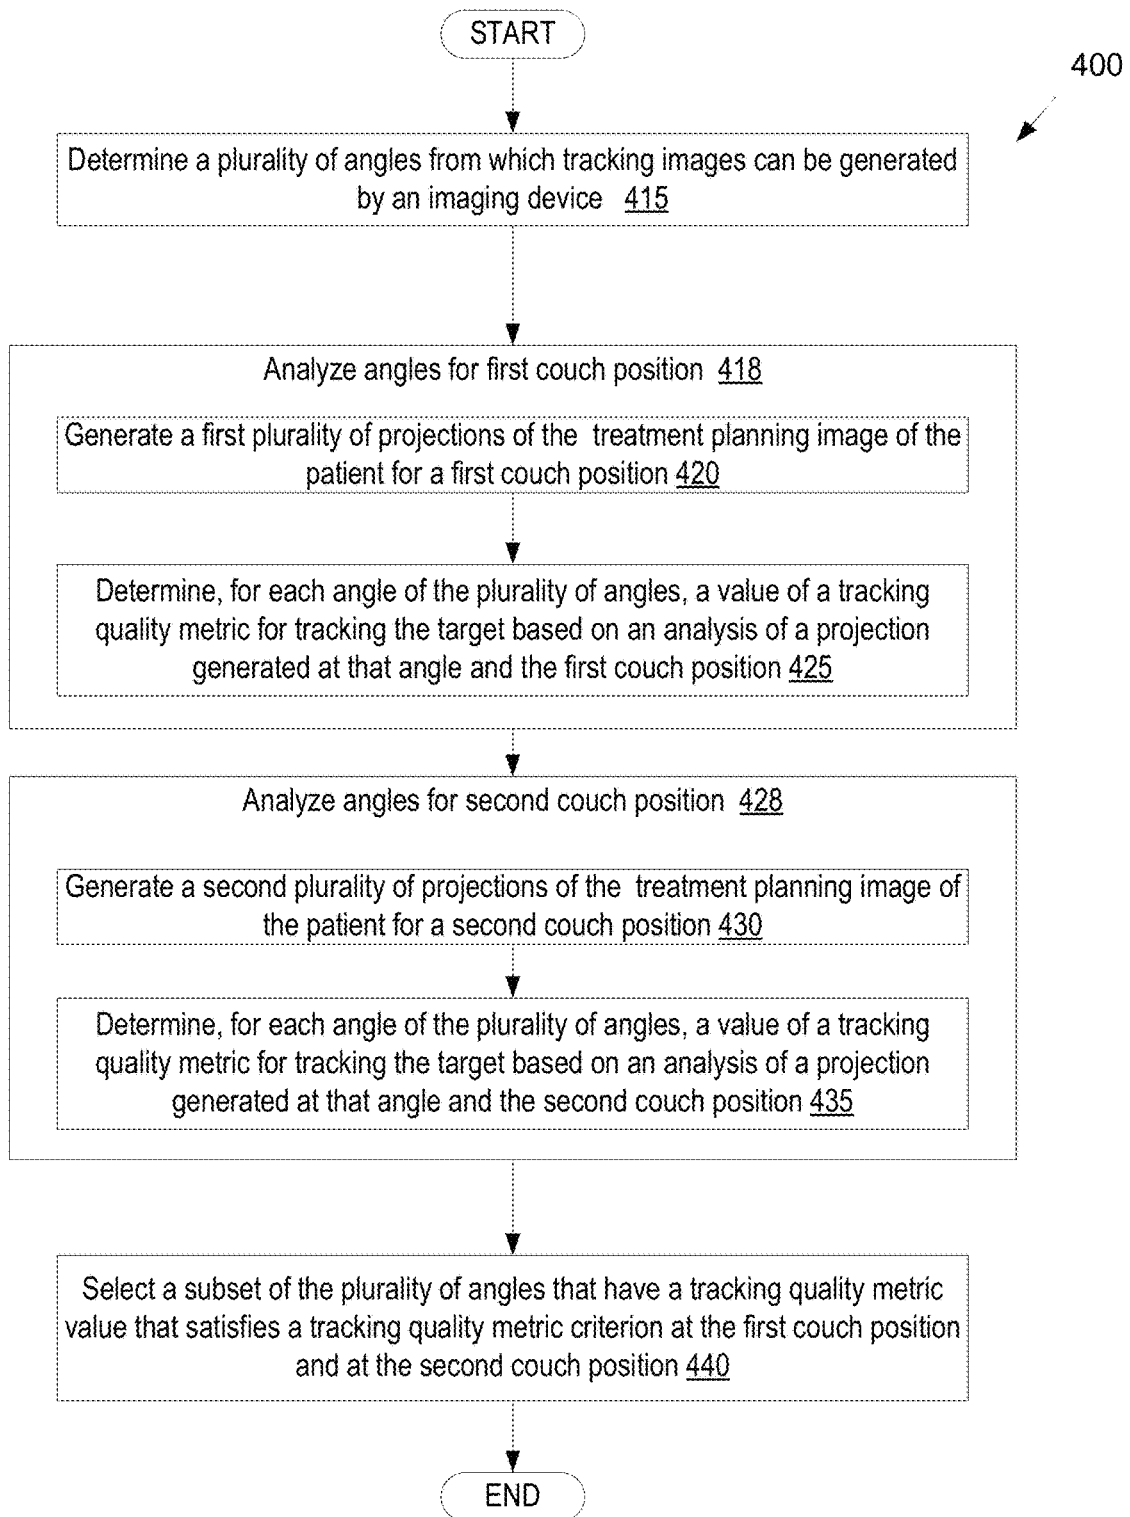 START
400
Determine a plurality of angles from which tracking images can be generated
by an imaging device 415
Analyze angles for first couch position 418
Generate a first plurality of projections of the treatment planning image of the
patient for a first couch position 420
Determine, for each angle of the plurality of angles, a value of a tracking
quality metric for tracking the target based on an analysis of a projection
generated at that angle and the first couch position 425
Analyze angles for second couch position 428
Generate a second plurality of projections of the treatment planning image of
the patient for a second couch position 430
Determine, for each angle of the plurality of angles, a value of a tracking
quality metric for tracking the target based on an analysis of a projection
generated at that angle and the second couch position 435
Select a subset of the plurality of angles that have a tracking quality metric
value that satisfies a tracking quality metric criterion at the first couch position
and at the second couch position 440
END